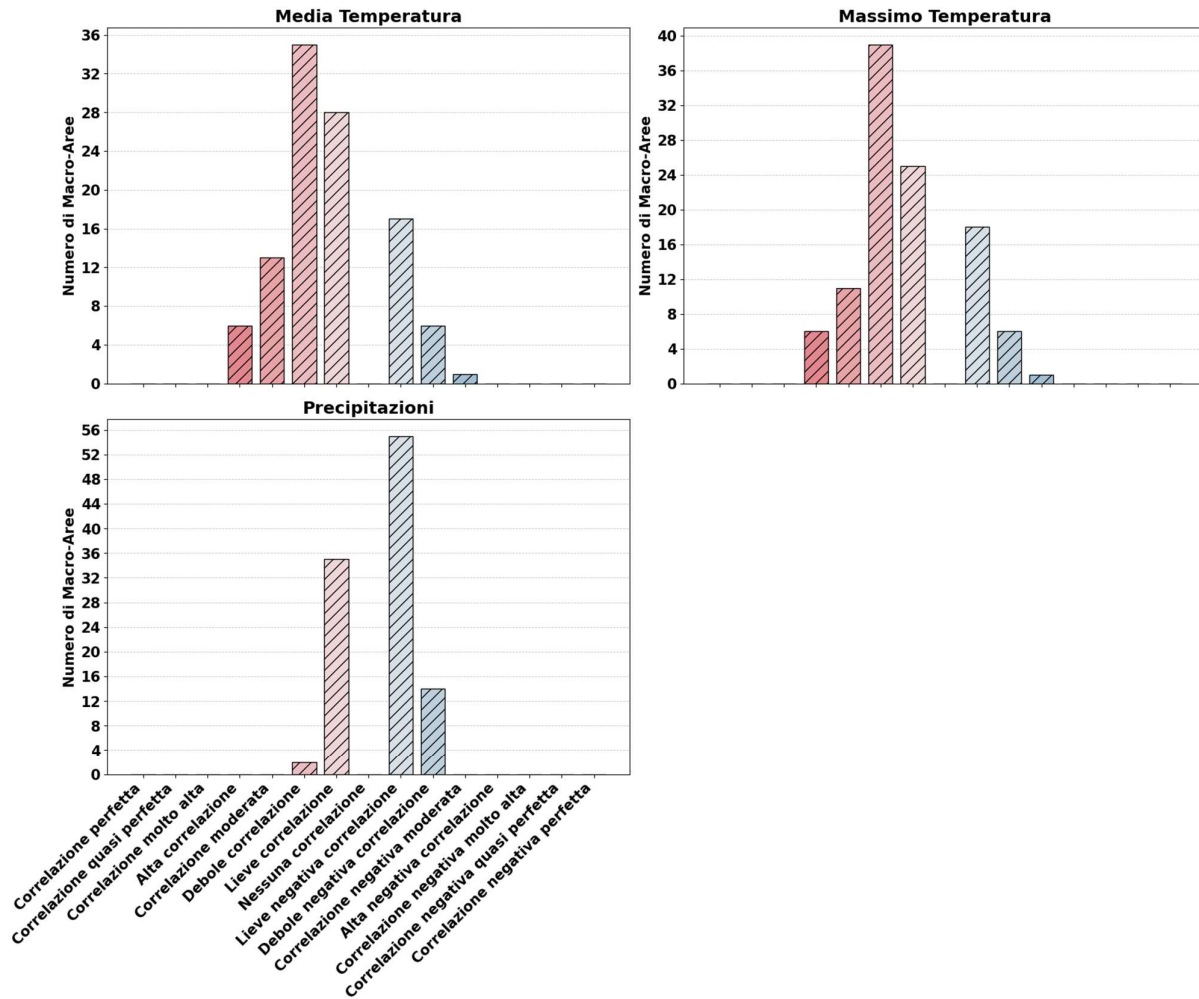 Media Temperatura
Numero di Macro-Aree
36
32
28
24
20
16
12
8
4
0
Massimo Temperatura
Numero di Macro-Aree
40
36
32
28
24
20
16
12
8
4
0
Precipitazioni
Numero di Macro-Aree
56
52
48
44
40
36
32
28
24
20
16
12
8
4
0
Correlazione perfetta
Correlazione quasi perfetta
Correlazione molto alta
Alta correlazione
Correlazione moderata
Debole correlazione
Lieve correlazione
Nessuna correlazione
Lieve negativa correlazione
Debole negativa correlazione
Correlazione negativa moderata
Alta negativa correlazione
Correlazione negativa molto alta
Correlazione negativa quasi perfetta
Correlazione negativa perfetta